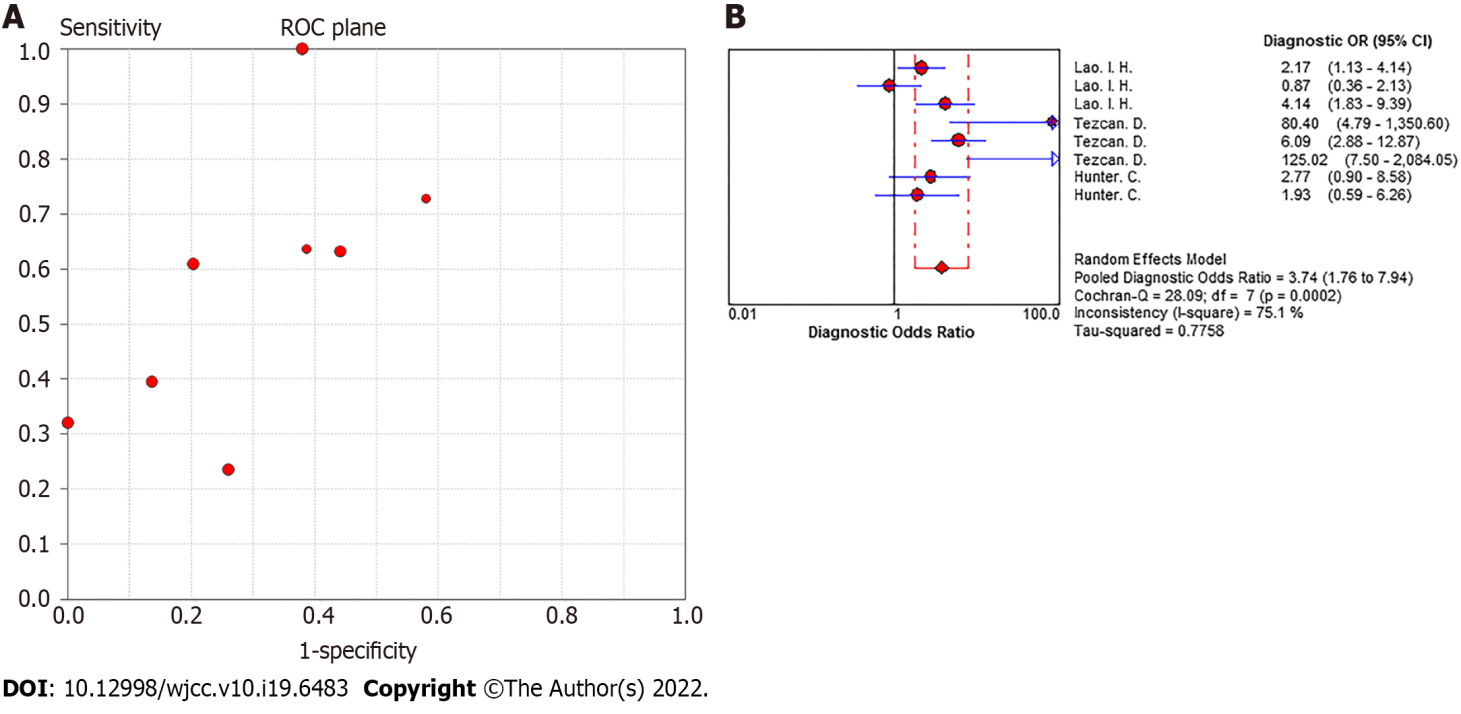 A
Sensitivity
ROC plane
1.0
0.9
0.8
0.7
0.6
0.5
0.4
0.3
0.2
0.1
0.0
0.0 0.2 0.4 0.6 0.8 1.0
1-specificity
B
Diagnostic OR (95% CI)
Lao. I. H. 2.17 (1.13 - 4.14)
Lao. I. H. 0.87 (0.36 - 2.13)
Lao. I. H. 4.14 (1.83 - 9.39)
Tezcan. D. 80.40 (4.79 - 1,350.60)
Tezcan. D. 6.09 (2.88 - 12.87)
Tezcan. D. 125.02 (7.50 - 2,084.05)
Hunter. C. 2.77 (0.90 - 8.58)
Hunter. C. 1.93 (0.59 - 6.26)
Random Effects Model
Pooled Diagnostic Odds Ratio = 3.74 (1.76 to 7.94)
Cochran-Q = 28.09; df = 7 (p = 0.0002)
Inconsistency (I-square) = 75.1 %
Tau-squared = 0.7758
0.01 1 100.0
Diagnostic Odds Ratio
DOI: 10.12998/wjcc.v10.i19.6483 Copyright ©The Author(s) 2022.